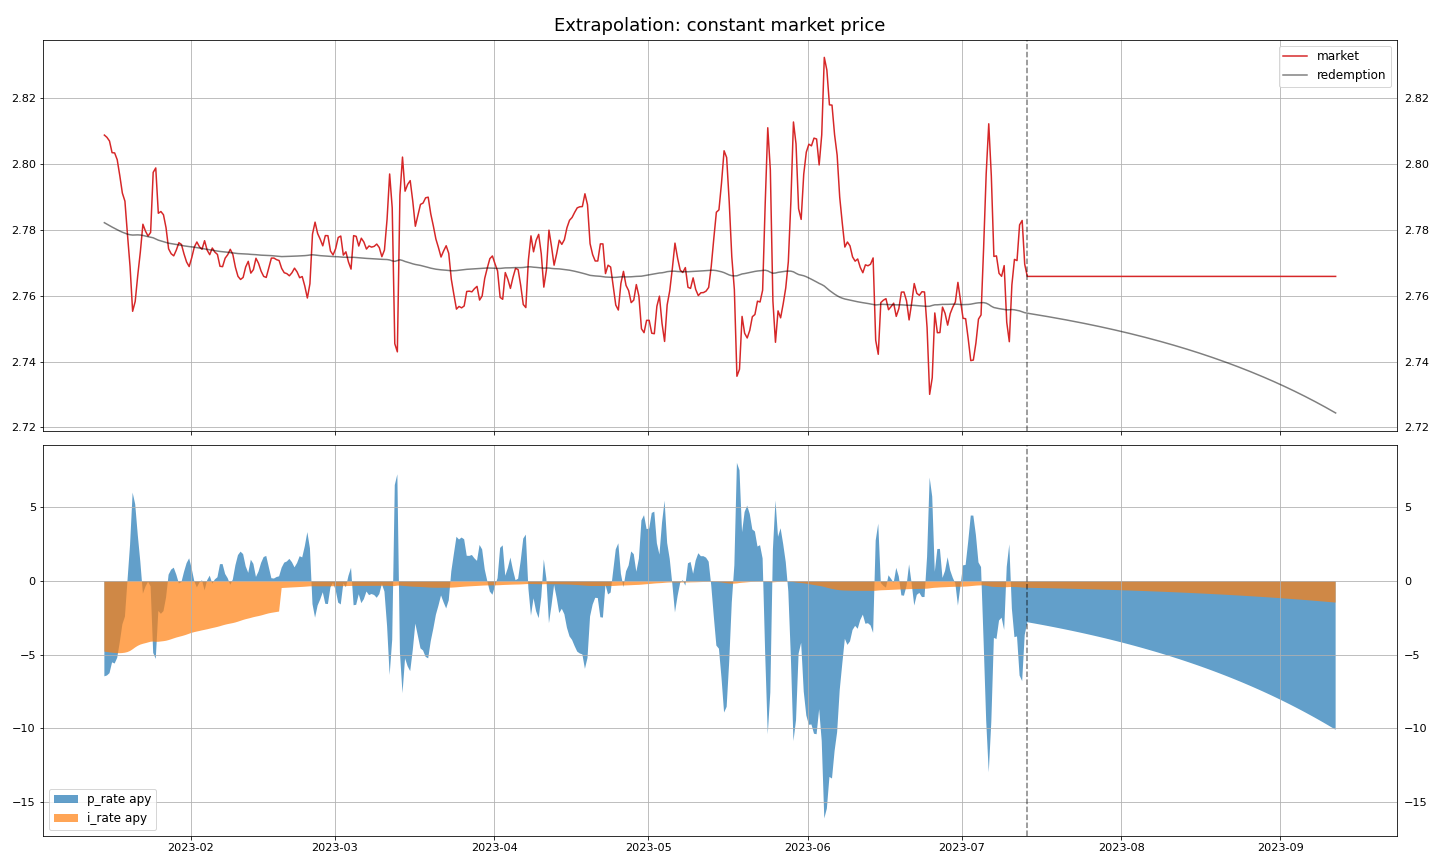 Extrapolation: constant market price
market
redemption
2.82 2.82
2.80 2.80
2.78 2.78
2.76 2.76
2.74 2.74
2.72 2.72
5 5
0 0
−5 −5
−10 −10
−15 −15
p_rate apy
i_rate apy
2023-02 2023-03 2023-04 2023-05 2023-06 2023-07 2023-08 2023-09